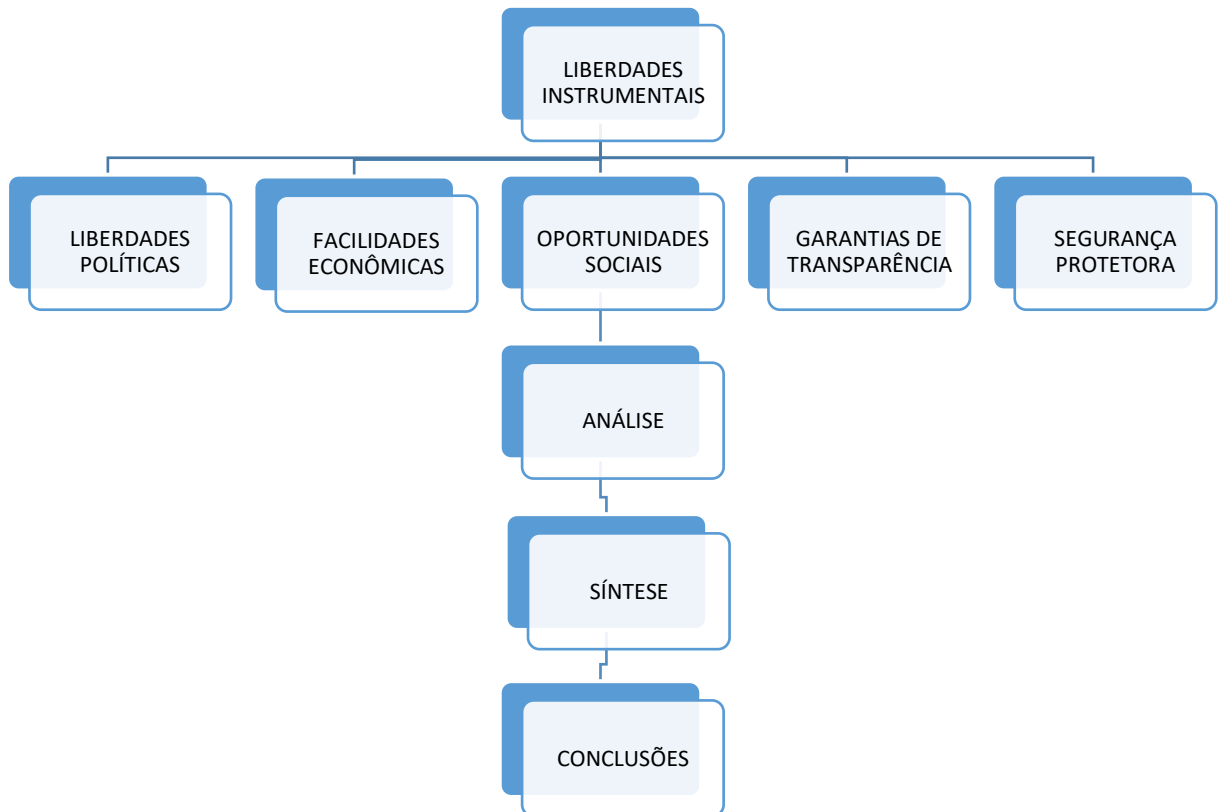 LIBERDADES
INSTRUMENTAIS
LIBERDADES
POLÍTICAS
FACILIDADES
ECONÔMICAS
OPORTUNIDADES
SOCIAIS
GARANTIAS DE
TRANSPARÊNCIA
SEGURANÇA
PROTETORA
ANÁLISE
SÍNTESE
CONCLUSÕES